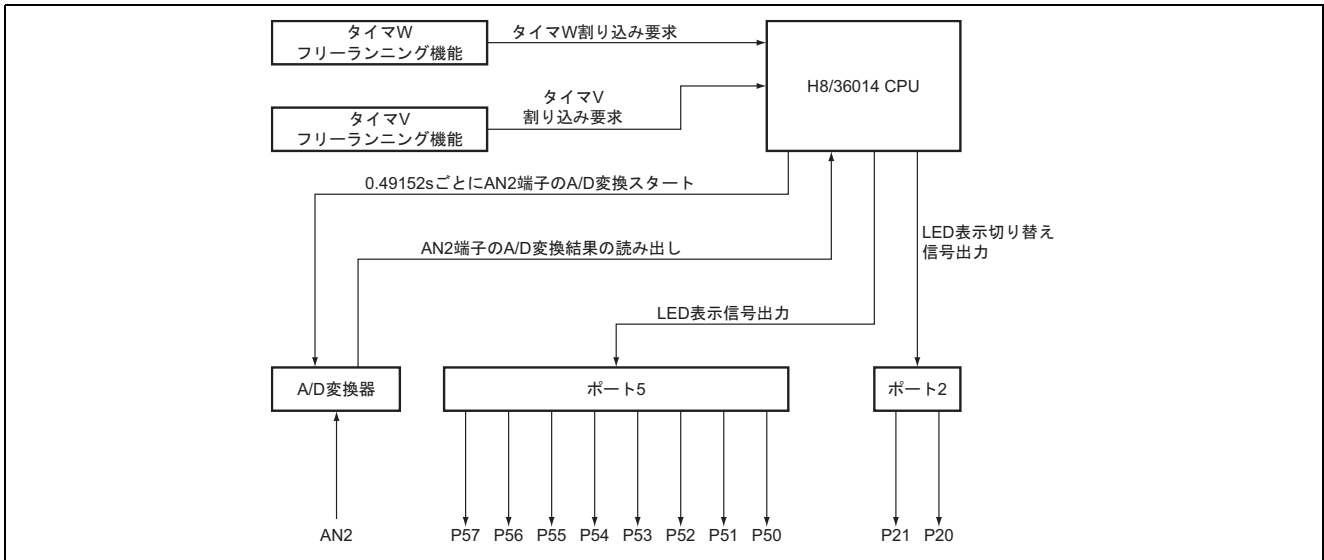 タイマW
フリーランニング機能
タイマW割り込み要求
H8/36014 CPU
タイマV
フリーランニング機能
タイマV
割り込み要求
0.49152sごとにAN2端子のA/D変換スタート
LED表示切り替え
信号出力
AN2端子のA/D変換結果の読み出し
LED表示信号出力
A/D変換器
ポート5
ポート2
AN2
P57 P56 P55 P54 P53 P52 P51 P50
P21 P20